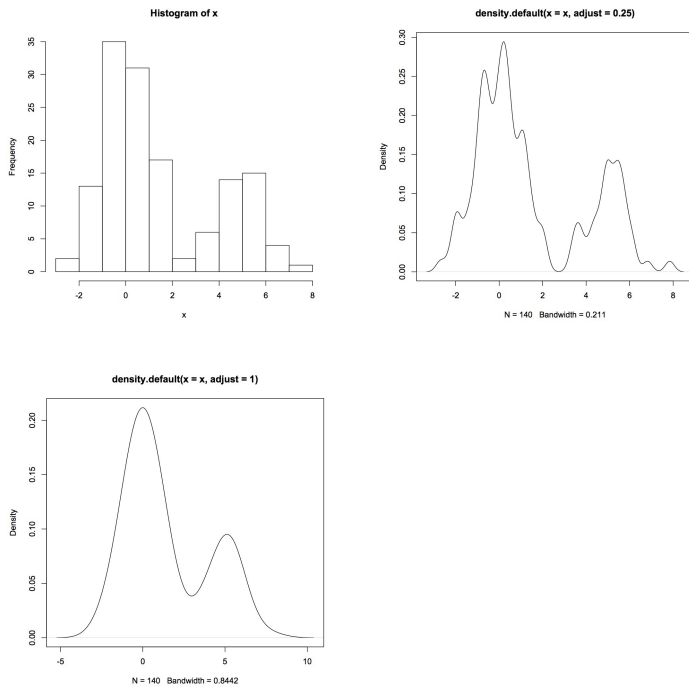 Histogram of x
Frequency
35
30
25
20
15
10
5
0
-2 0 2 4 6 8
x
density.default(x = x, adjust = 0.25)
Density
0.30
0.25
0.20
0.15
0.10
0.05
0.00
-2 0 2 4 6 8
N = 140 Bandwidth = 0.211
density.default(x = x, adjust = 1)
Density
0.20
0.15
0.10
0.05
0.00
-5 0 5 10
N = 140 Bandwidth = 0.8442